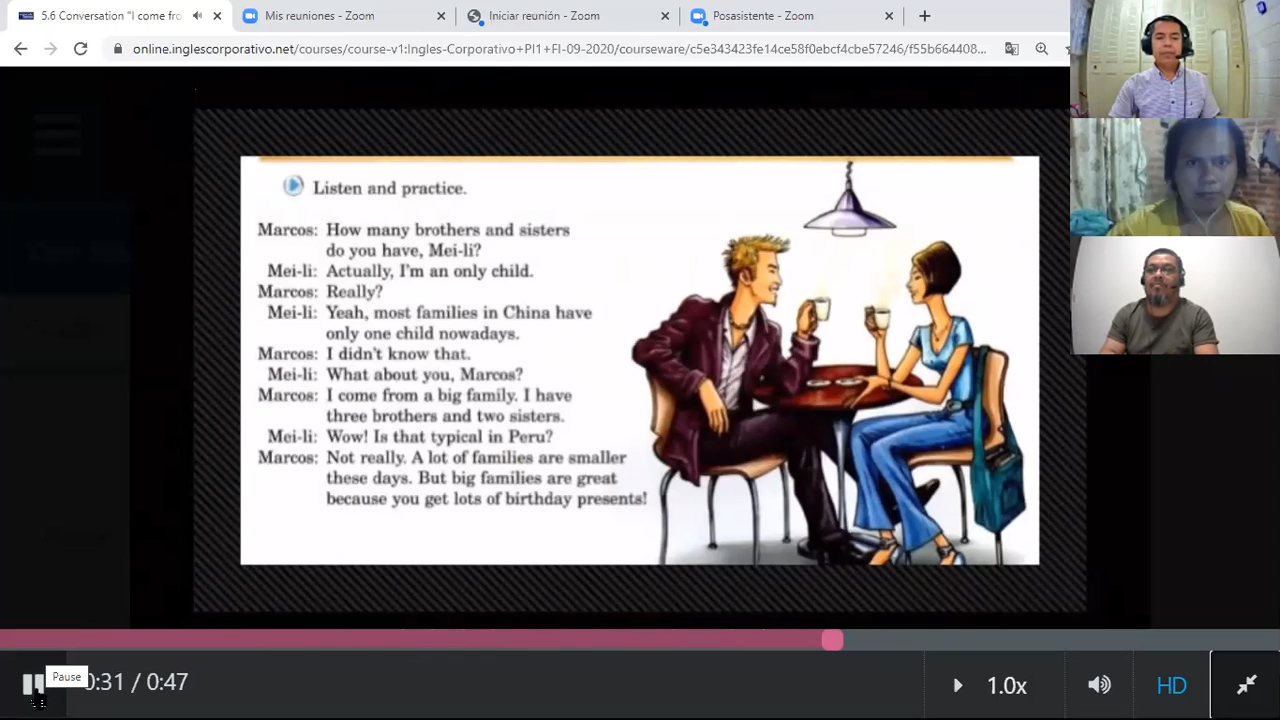 5.6 Conversation "I come fro
Mis reuniones - Zoom
Iniciar reunión - Zoom
Posasistente - Zoom
online.inglescorporativo.net/courses/course-v1:Ingles-Corporativo+PI1+FI-09-2020/courseware/c5e343423fe14ce58f0ebcf4cbe57246/f55b664408...
Listen and practice.
Marcos: How many brothers and sisters
do you have, Mei-li?
Mei-li: Actually, I'm an only child.
Marcos: Really?
Mei-li: Yeah, most families in China have
only one child nowadays.
Marcos: I didn't know that.
Mei-li: What about you, Marcos?
Marcos: I come from a big family. I have
three brothers and two sisters.
Mei-li: Wow! Is that typical in Peru?
Marcos: Not really. A lot of families are smaller
these days. But big families are great
because you get lots of birthday presents!
Pause
0:31 / 0:47
1.0x
HD